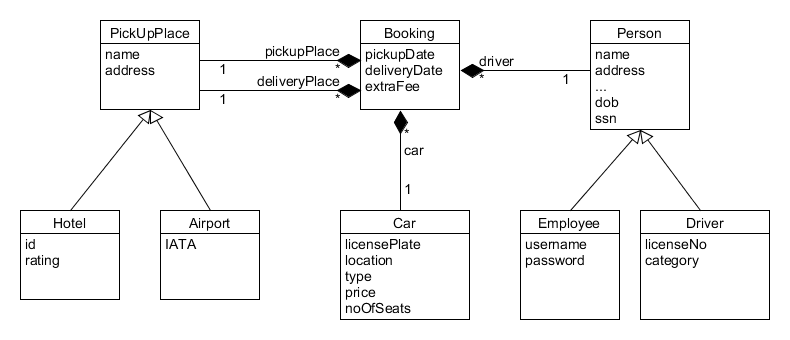 PickUpPlace
name
address
pickupPlace
1
*
deliveryPlace
1
*
Booking
pickupDate
deliveryDate
extraFee
driver
*
1
Person
name
address
...
dob
ssn
*
car
1
Hotel
id
rating
Airport
IATA
Car
licensePlate
location
type
price
noOfSeats
Employee
username
password
Driver
licenseNo
category